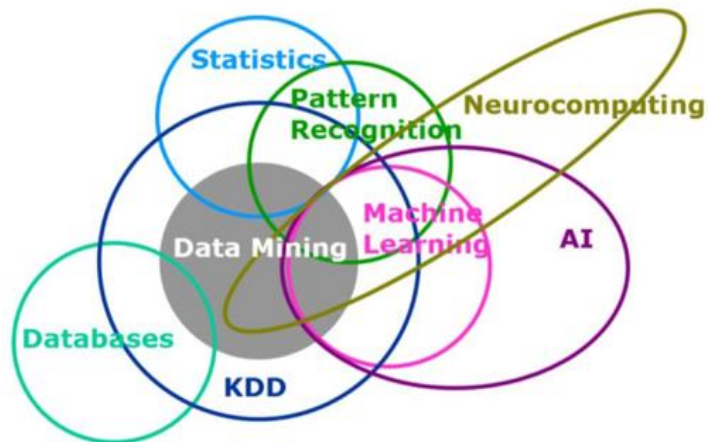 Statistics
Pattern
Recognition
Neurocomputing
Machine
Learning
Data Mining
AI
Databases
KDD